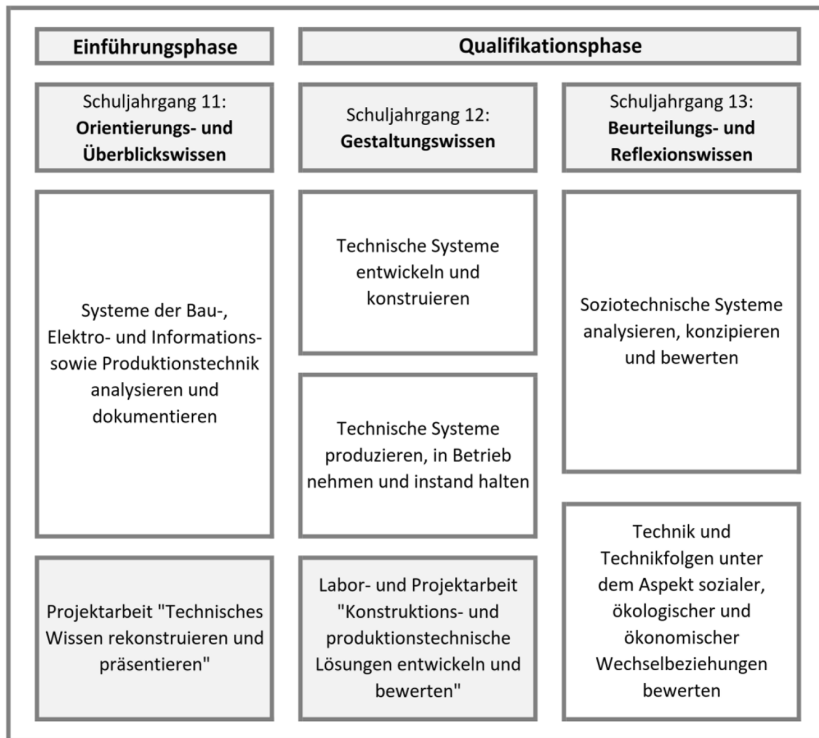 Einführungsphase
Qualifikationsphase
Schuljahrgang 11:
Orientierungs- und
Überblickswissen
Schuljahrgang 12:
Gestaltungswissen
Schuljahrgang 13:
Beurteilungs- und
Reflexionswissen
Systeme der Bau-,
Elektro- und Informations-
sowie Produktionstechnik
analysieren und
dokumentieren
Technische Systeme
entwickeln und
konstruieren
Technische Systeme
produzieren, in Betrieb
nehmen und instand halten
Soziotechnische Systeme
analysieren, konzipieren
und bewerten
Projektarbeit "Technisches
Wissen rekonstruieren und
präsentieren"
Labor- und Projektarbeit
"Konstruktions- und
produktionstechnische
Lösungen entwickeln und
bewerten"
Technik und
Technikfolgen unter
dem Aspekt sozialer,
ökologischer und
ökonomischer
Wechselbeziehungen
bewerten